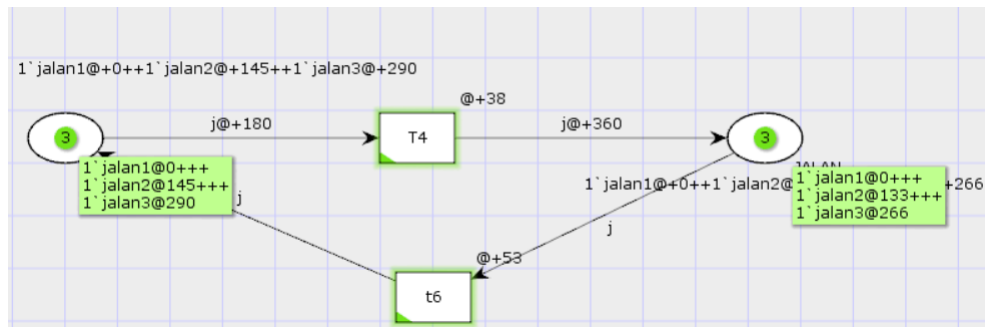 1`jalan1@+0++1`jalan2@+145++1`jalan3@+290
@+38
3
j@+180
T4
j@+360
3
1`jalan1@0+++
1`jalan2@145+++
1`jalan3@290
j
1`jalan1@+0++1`jalan2@
+266
1`jalan1@0+++
1`jalan2@133+++
1`jalan3@266
j
@+53
t6